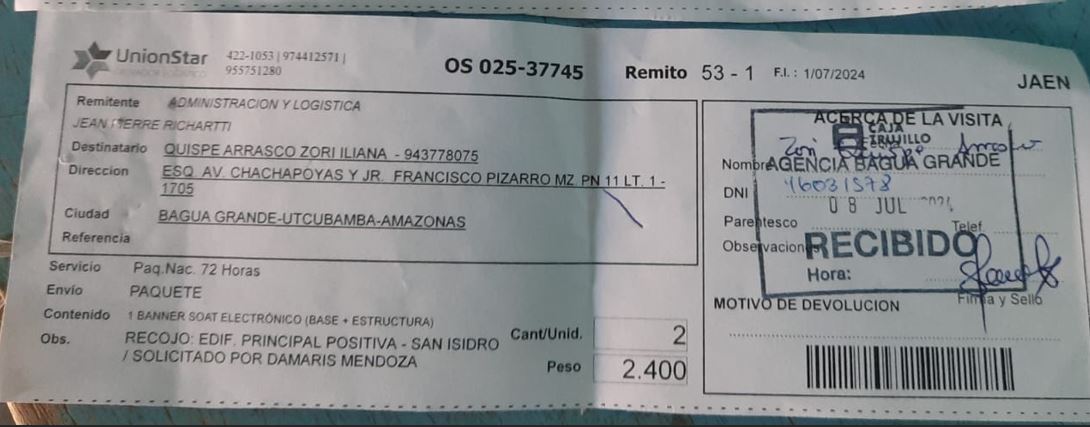 UnionStar
422-1053 | 974412571 |
955751280
OS 025-37745
Remito 53 - 1 F.I. : 1/07/2024
JAEN
Remitente ADMINISTRACION Y LOGISTICA
JEAN PIERRE RICHARTTI
Destinatario QUISPE ARRASCO ZORI ILIANA - 943778075
Direccion ESQ. AV. CHACHAPOYAS Y JR. FRANCISCO PIZARRO MZ. PN 11 LT. 1 -
1705
Ciudad BAGUA GRANDE-UTCUBAMBA-AMAZONAS
Referencia
Servicio Paq.Nac. 72 Horas
Envío PAQUETE
Contenido 1 BANNER SOAT ELECTRÓNICO (BASE + ESTRUCTURA)
Obs. RECOJO: EDIF. PRINCIPAL POSITIVA - SAN ISIDRO
/ SOLICITADO POR DAMARIS MENDOZA
Cant/Unid. 2
Peso 2.400
ACERCA DE LA VISITA
CAJA
TRUJILLO
Zori
Nombre
AGENCIA BAGUA GRANDE
DNI 46031578
08 JUL
Parentesco Telef.
Observaciones
RECIBIDO
Hora:
Firma y Sello
MOTIVO DE DEVOLUCION